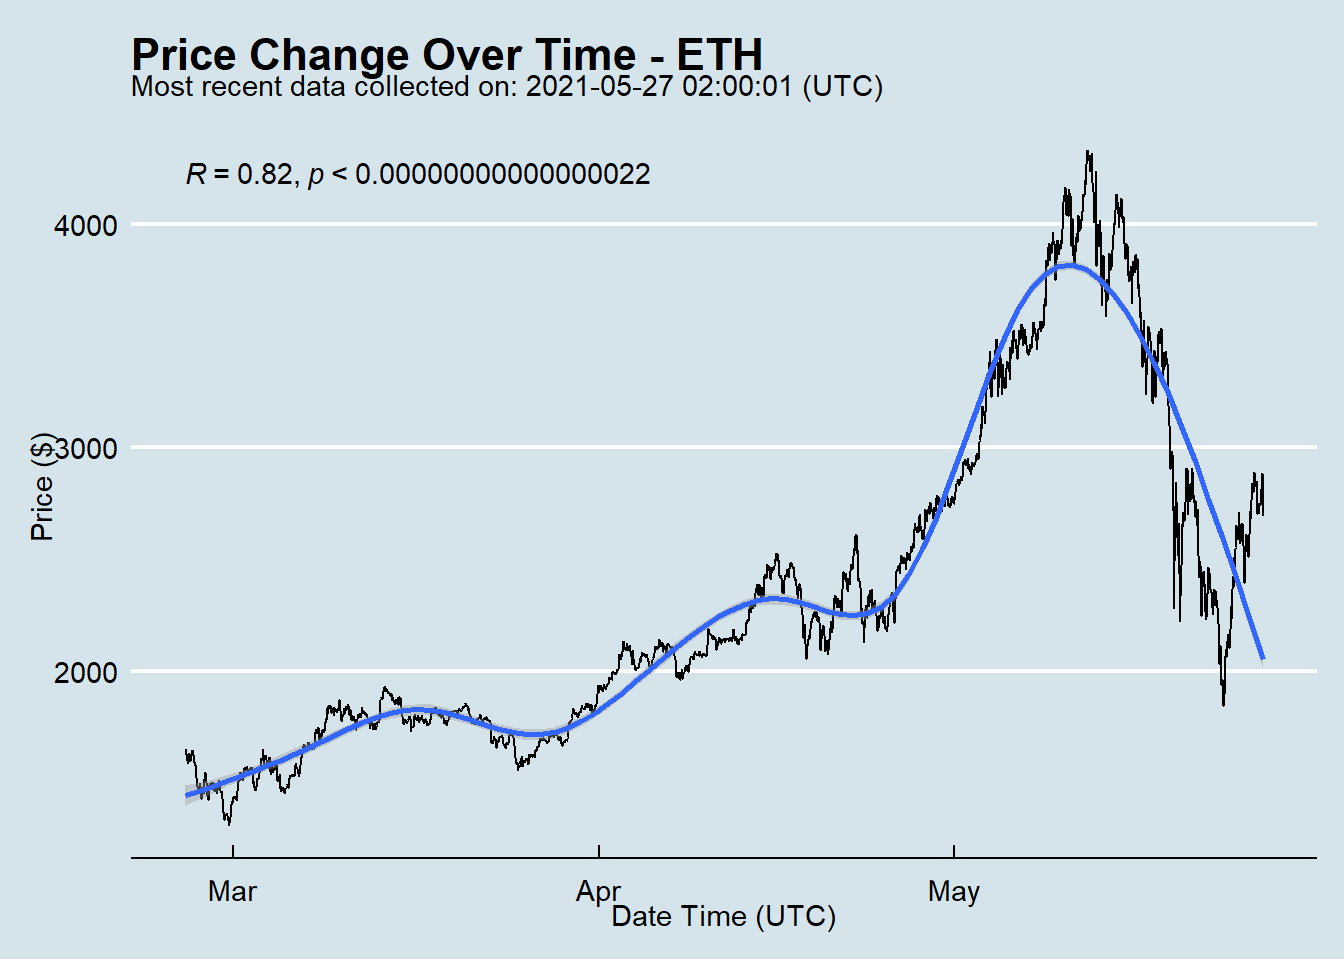 Price Change Over Time - ETH
Most recent data collected on: 2021-05-27 02:00:01 (UTC)
R = 0.82, p < 0.00000000000000022
4000
3000
2000
Price ($)
Mar
Apr
May
Date Time (UTC)